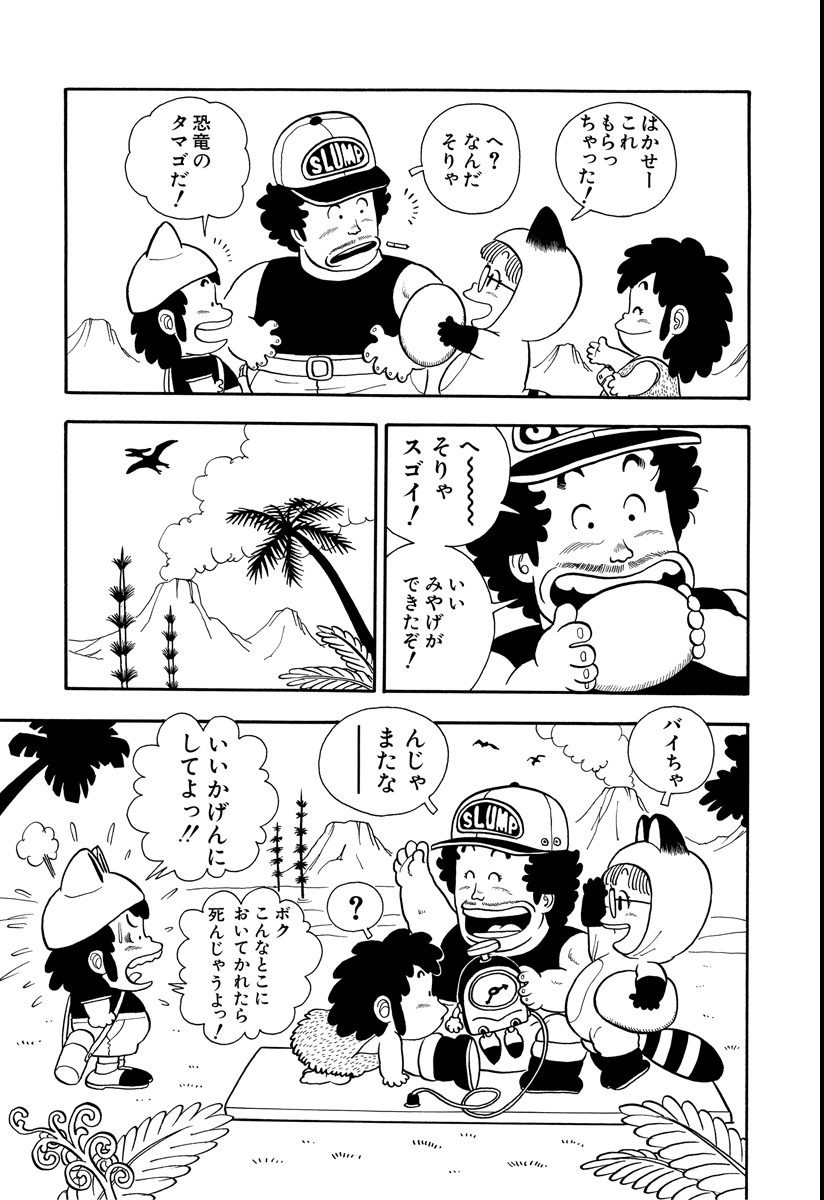 はかせー
これ
もらっ
ちゃった!
へ?
なんだ
そりゃ
SLUMP
恐竜の
タマゴだ!
へ~~~~
そりゃ
スゴイ!
いい
みやげが
できたぞ!
バイちゃ
んじゃ
またな
ーー
SLUMP
?
いいかげんに
してよっ!!
ボク
こんなとこに
おいてかれたら
死んじゃうよっ!